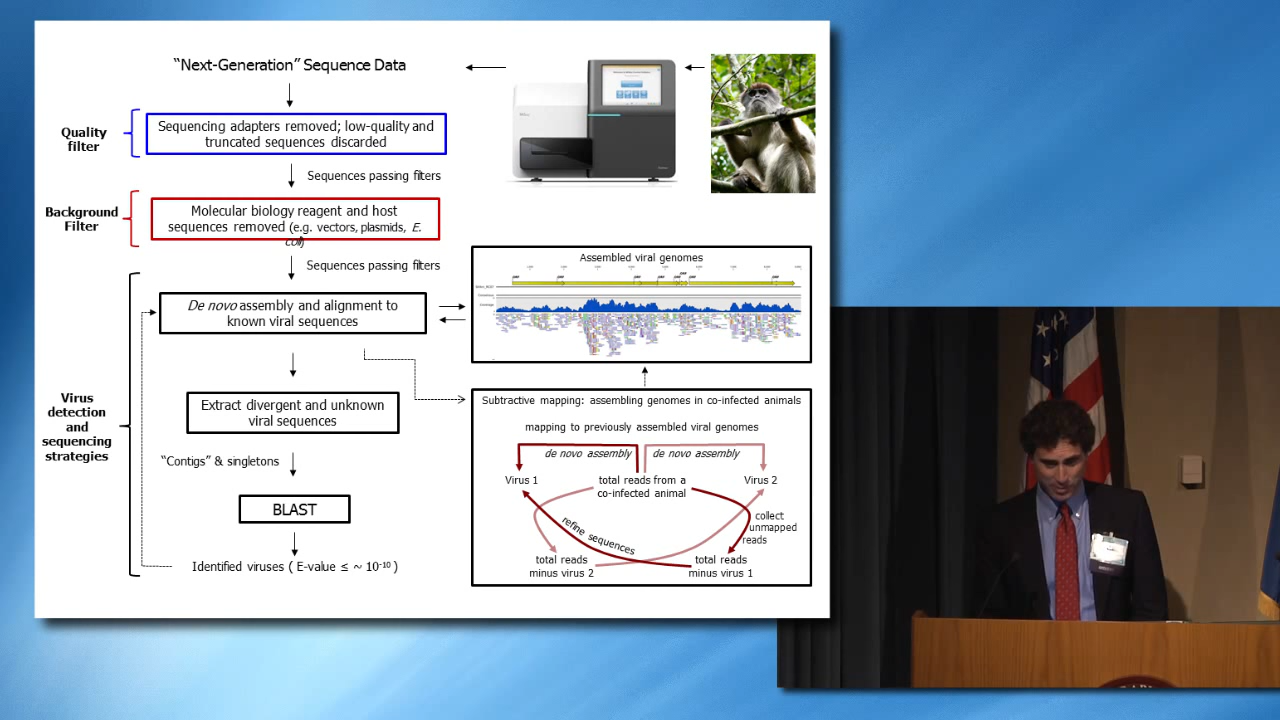 “Next-Generation” Sequence Data
Quality
filter
Sequencing adapters removed; low-quality and
truncated sequences discarded
Sequences passing filters
Background
Filter
Molecular biology reagent and host
sequences removed (e.g. vectors, plasmids, E.
coli)
Sequences passing filters
De novo assembly and alignment to
known viral sequences
Virus
detection
and
sequencing
strategies
Extract divergent and unknown
viral sequences
“Contigs” & singletons
BLAST
Identified viruses ( E-value ≤ ~ 10-10 )
Assembled viral genomes
Subtractive mapping: assembling genomes in co-infected animals
mapping to previously assembled viral genomes
de novo assembly
de novo assembly
Virus 1
total reads from a
co-infected animal
Virus 2
refine sequences
collect
unmapped
reads
total reads
minus virus 2
total reads
minus virus 1